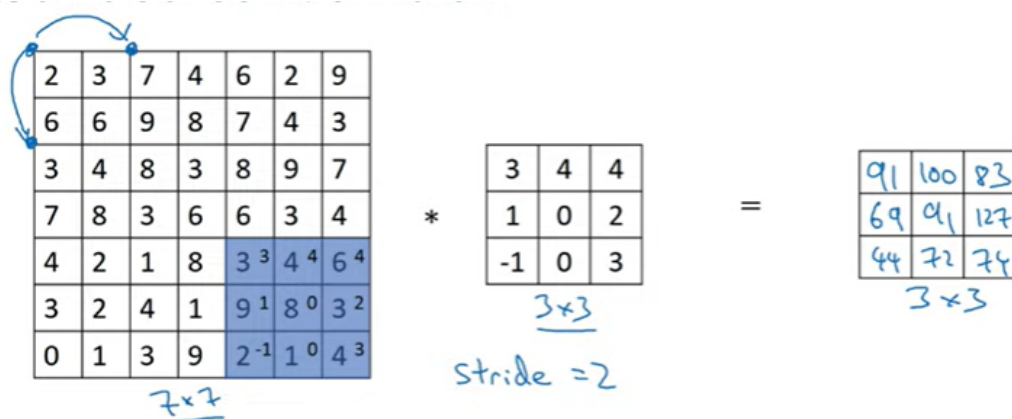 2 3 7 4 6 2 9
6 6 9 8 7 4 3
3 4 8 3 8 9 7
7 8 3 6 6 3 4
4 2 1 8 3 3 4 4 6 4
3 2 4 1 9 1 8 0 3 2
0 1 3 9 2 -1 1 0 4 3
7×7
*
3 4 4
1 0 2
-1 0 3
3×3
stride = 2
=
91 100 83
69 91 127
44 72 74
3×3